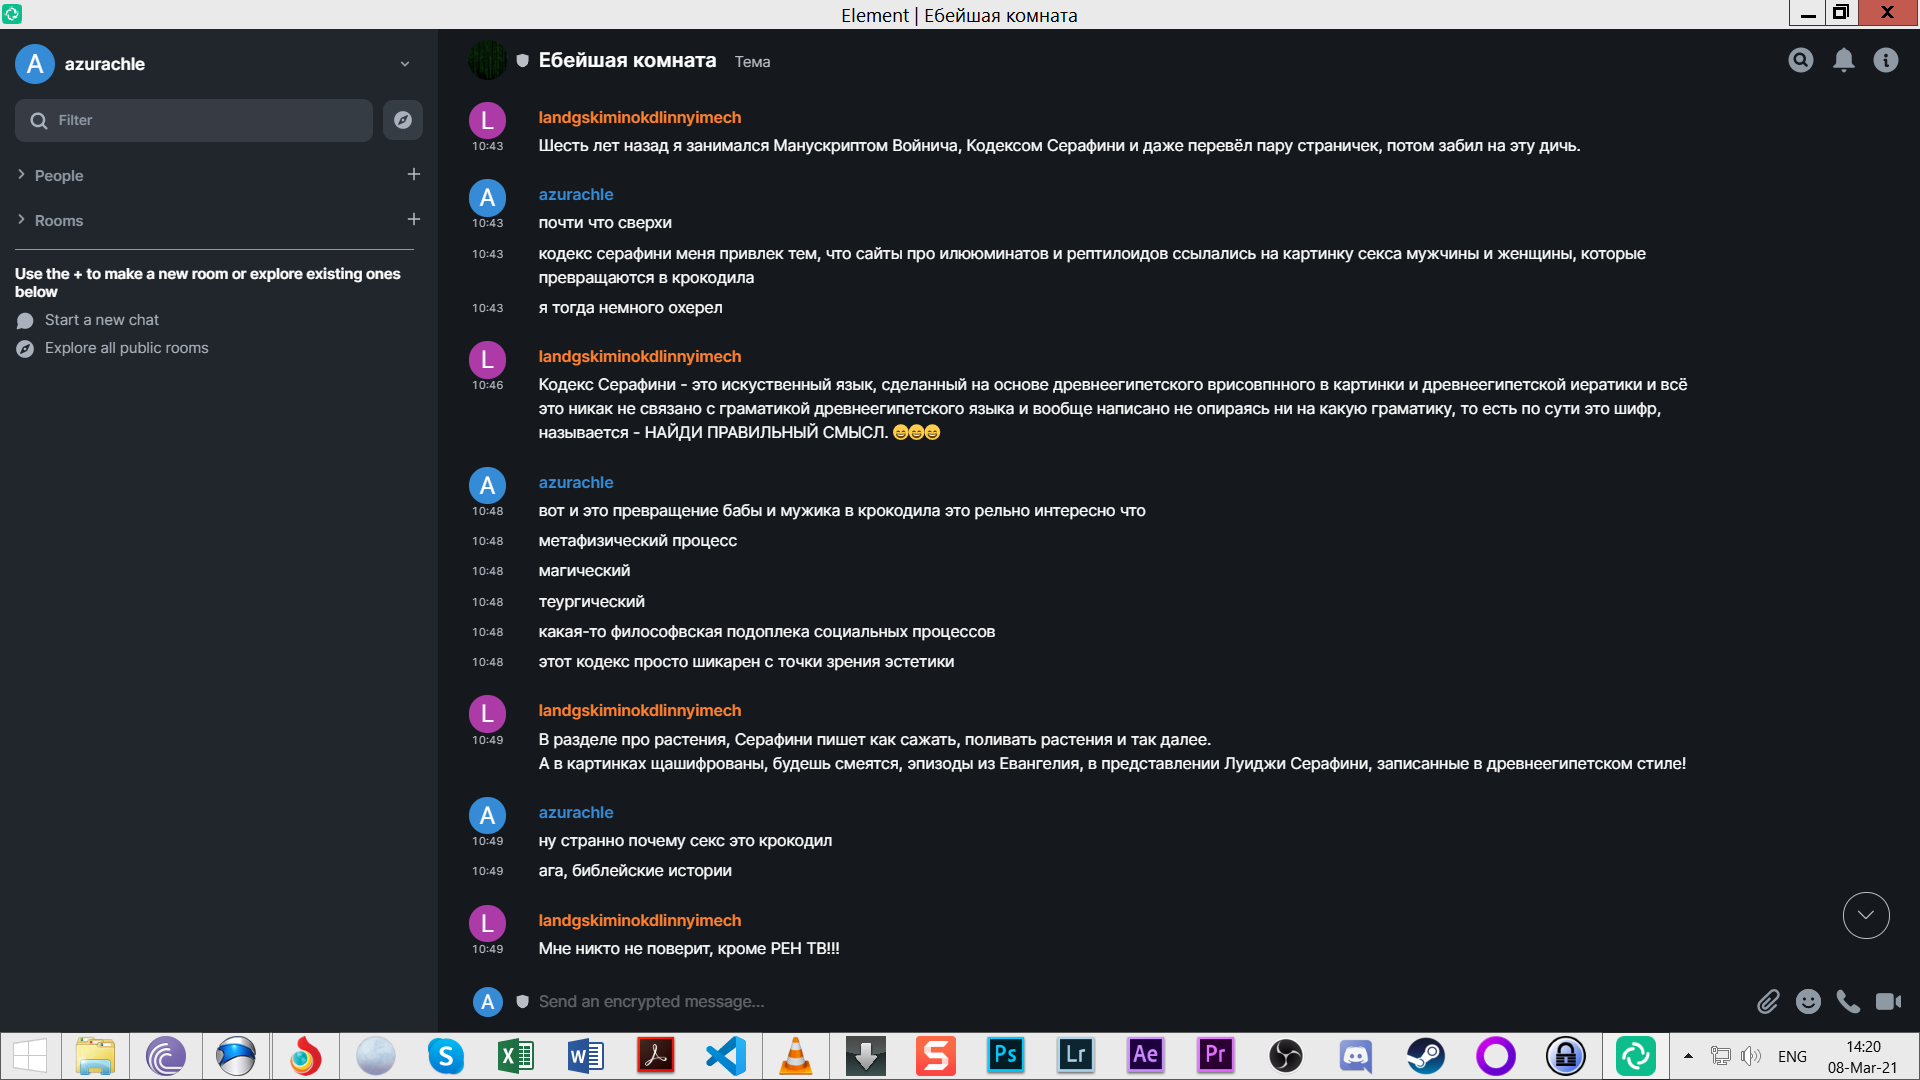 Element | Ебейшая комната
A azurachle
Filter
People
Rooms
Use the + to make a new room or explore existing ones
below
Start a new chat
Explore all public rooms
Ебейшая комната Тема
L landgskiminokdlinnyimech
10:43 Шесть лет назад я занимался Манускриптом Войнича, Кодексом Серафини и даже перевёл пару страничек, потом забил на эту дичь.
A azurachle
10:43 почти что сверхи
10:43 кодекс серафини меня привлек тем, что сайты про илююминатов и рептилоидов ссылались на картинку секса мужчины и женщины, которые
превращаются в крокодила
10:43 я тогда немного охерел
L landgskiminokdlinnyimech
10:46 Кодекс Серафини - это искуственный язык, сделанный на основе древнеегипетского врисовпнного в картинки и древнеегипетской иератики и всё
это никак не связано с граматикой древнеегипетского языка и вообще написано не опираясь ни на какую граматику, то есть по сути это шифр,
называется - НАЙДИ ПРАВИЛЬНЫЙ СМЫСЛ. 😄😄😄
A azurachle
10:48 вот и это превращение бабы и мужика в крокодила это рельно интересно что
10:48 метафизический процесс
10:48 магический
10:48 теургический
10:48 какая-то философвская подоплека социальных процессов
10:48 этот кодекс просто шикарен с точки зрения эстетики
L landgskiminokdlinnyimech
10:49 В разделе про растения, Серафини пишет как сажать, поливать растения и так далее.
А в картинках щашифрованы, будешь смеятся, эпизоды из Евангелия, в представлении Луиджи Серафини, записанные в древнеегипетском стиле!
A azurachle
10:49 ну странно почему секс это крокодил
10:49 ага, библейские истории
L landgskiminokdlinnyimech
10:49 Мне никто не поверит, кроме РЕН ТВ!!!
A Send an encrypted message...
S X W Ps Lr Ae Pr ENG 14:20
08-Mar-21